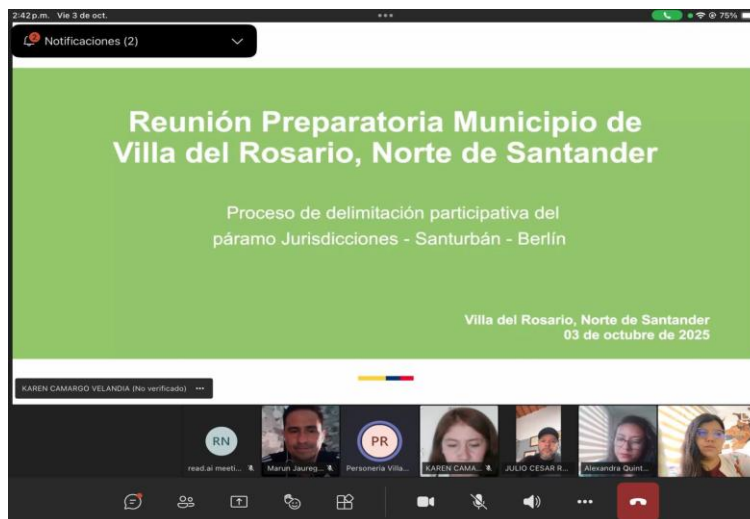 2:42 p.m. Vie 3 de oct.
75%
2
Notificaciones (2)
Reunión Preparatoria Municipio de
Villa del Rosario, Norte de Santander
Proceso de delimitación participativa del
páramo Jurisdicciones - Santurbán - Berlín
Villa del Rosario, Norte de Santander
03 de octubre de 2025
KAREN CAMARGO VELANDIA (No verificado)
RN
PR
read.ai meeti...
Marun Jaureg...
Personeria Villa...
KAREN CAMA...
JULIO CESAR R...
Alexandra Quint...